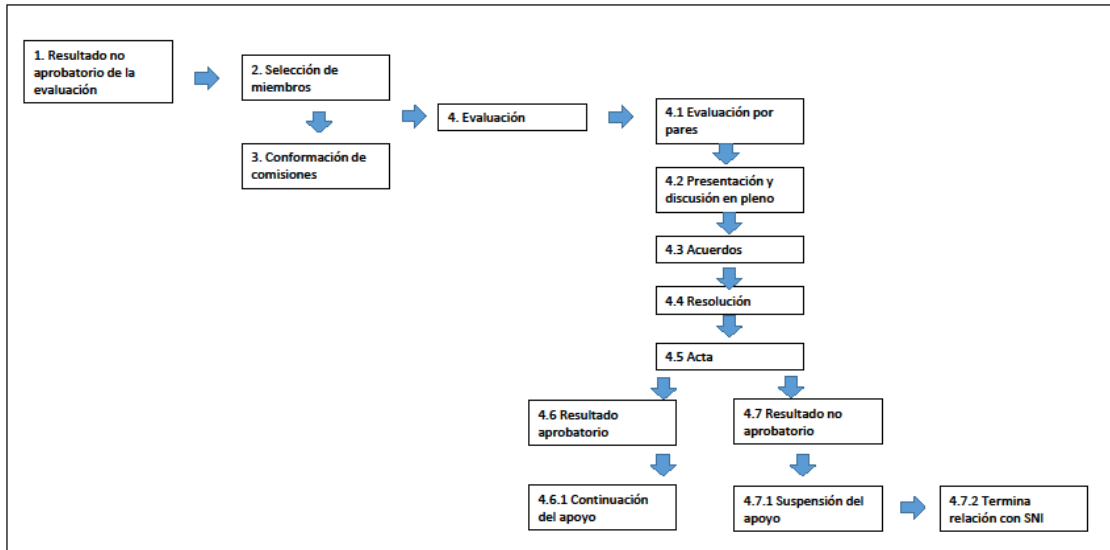 1. Resultado no
aprobatorio de la
evaluación
2. Selección de
miembros
3. Conformación de
comisiones
4. Evaluación
4.1 Evaluación por
pares
4.2 Presentación y
discusión en pleno
4.3 Acuerdos
4.4 Resolución
4.5 Acta
4.6 Resultado
aprobatorio
4.7 Resultado no
aprobatorio
4.6.1 Continuación
del apoyo
4.7.1 Suspensión del
apoyo
4.7.2 Termina
relación con SNI